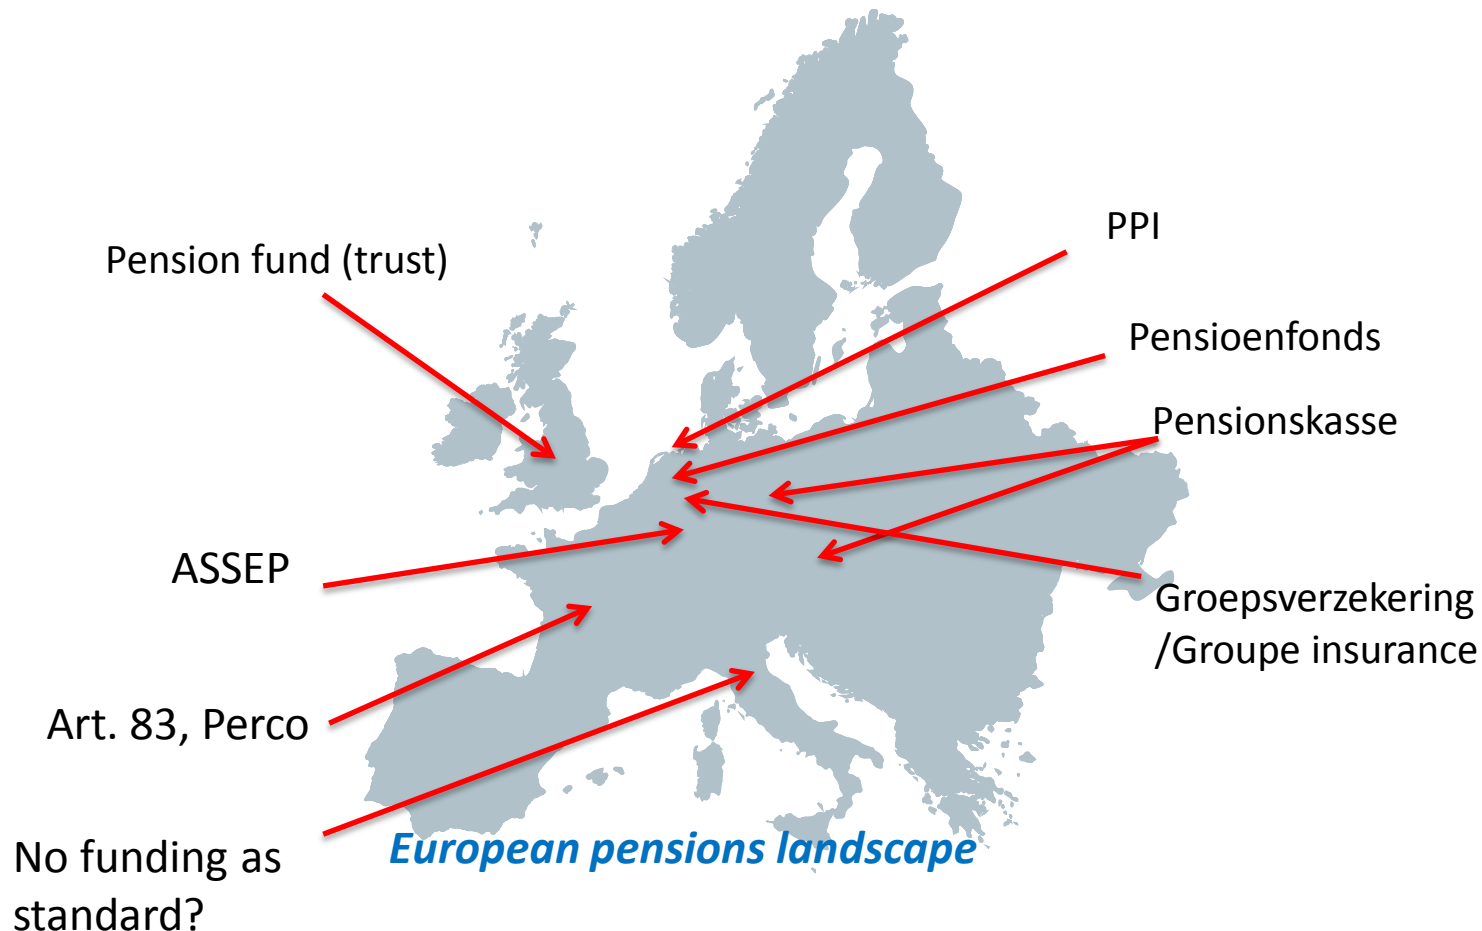 PPI
Pension fund (trust)
Pensioenfonds
Pensionskasse
ASSEP
Groepsverzekering
/Groupe insurance
Art. 83, Perco
No funding as
standard?
European pensions landscape